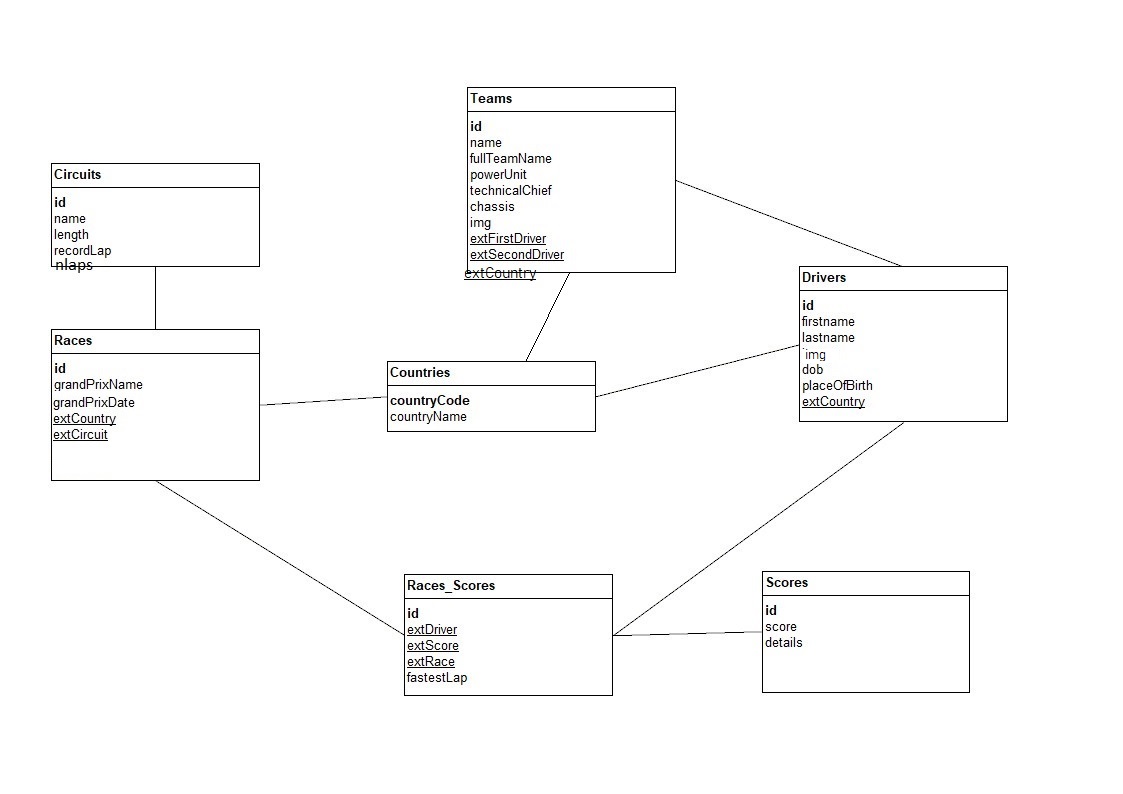 Teams
id
name
fullTeamName
powerUnit
technicalChief
chassis
img
extFirstDriver
extSecondDriver
extCountry
Circuits
id
name
length
recordLap
nlaps
Drivers
id
firstname
lastname
`img
dob
placeOfBirth
extCountry
Races
id
grandPrixName
grandPrixDate
extCountry
extCircuit
Countries
countryCode
countryName
Races_Scores
id
extDriver
extScore
extRace
fastestLap
Scores
id
score
details